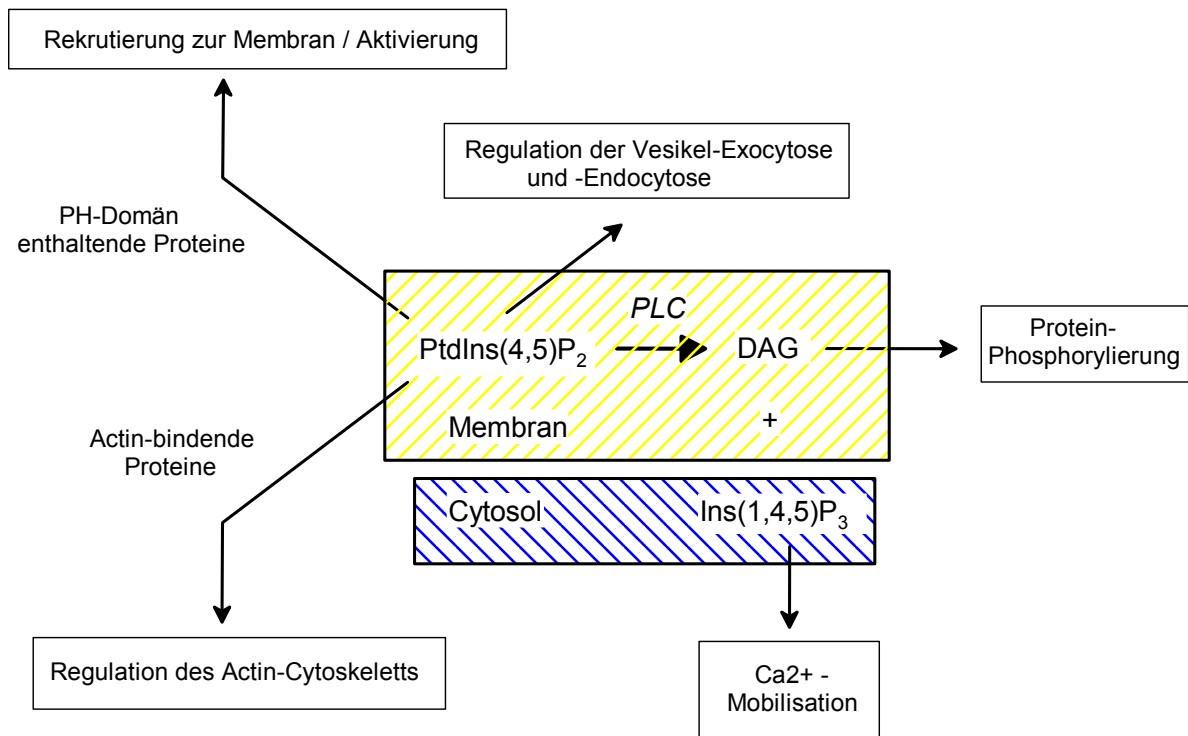 Rekrutierung zur Membran / Aktivierung
Regulation der Vesikel-Exocytose
und -Endocytose
PH-Domän
enthaltende Proteine
PLC
PtdIns(4,5)P2
DAG
Protein-
Phosphorylierung
Membran
+
Actin-bindende
Proteine
Cytosol
Ins(1,4,5)P3
Regulation des Actin-Cytoskeletts
Ca2+ -
Mobilisation